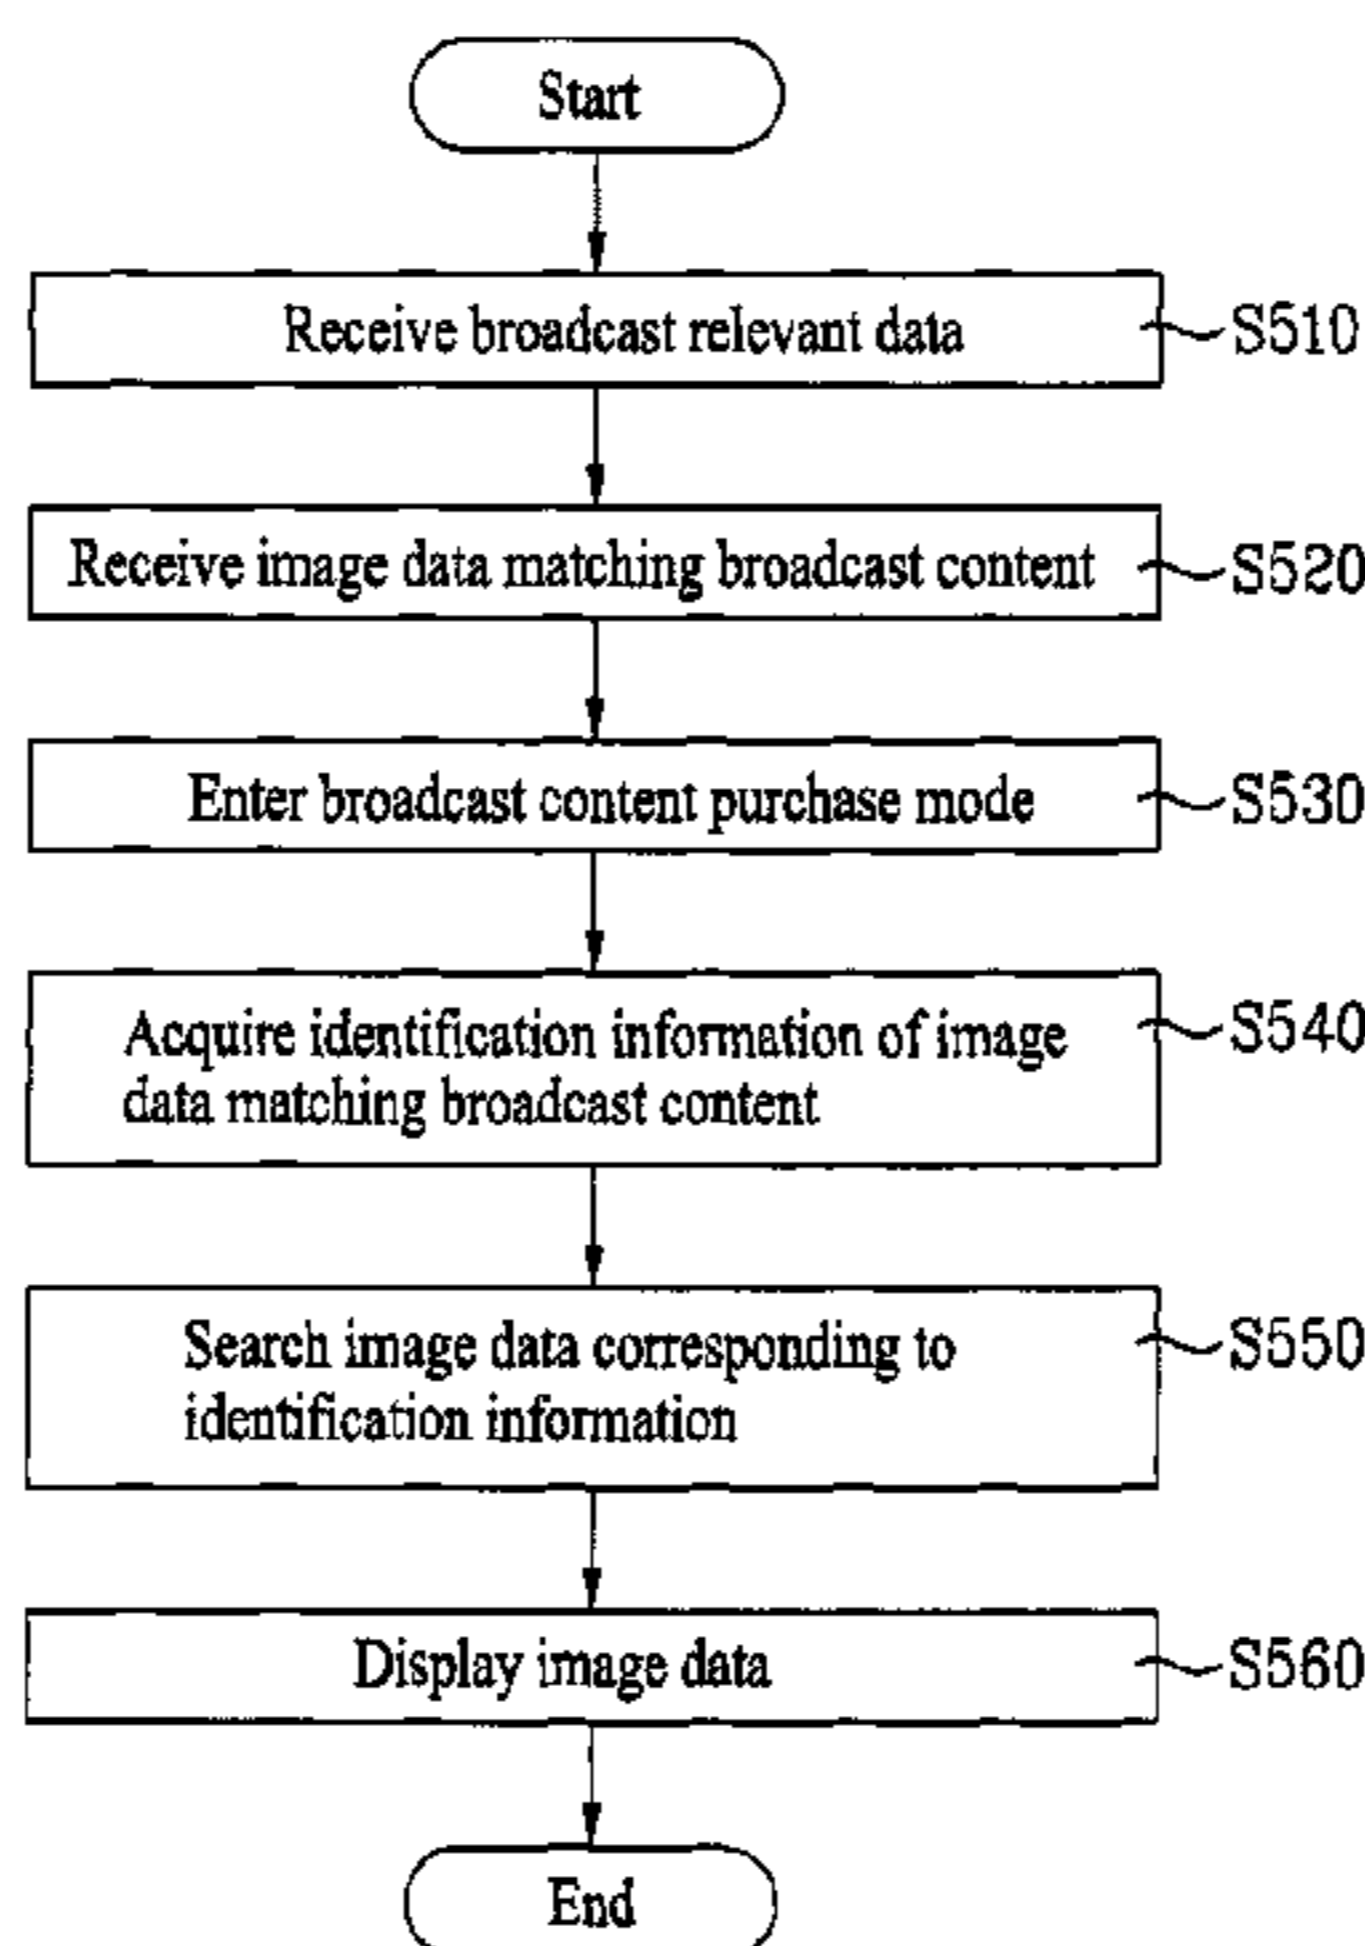 Start
Receive broadcast relevant data
S510
Receive image data matching broadcast content
S520
Enter broadcast content purchase mode
S530
Acquire identification information of image
data matching broadcast content
S540
Search image data corresponding to
identification information
S550
Display image data
S560
End